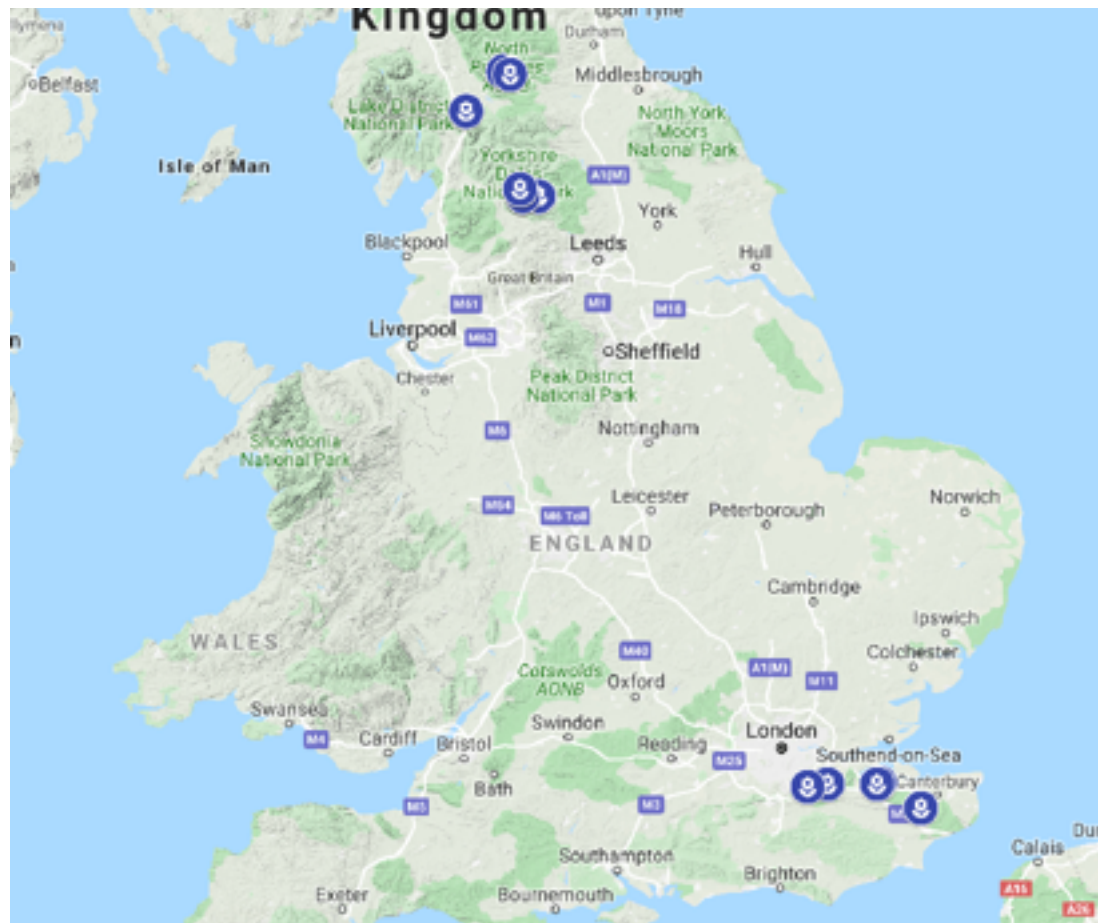 Kingdom
upon Tyne
Durham
Belfast
North
Middlesbrough
Lake District
National Park
North York
Moors
National Park
Isle of Man
Yorkshire
A1(M)
York
Blackpool
Leeds
Hull
Great Britain
M61
M1
M18
Liverpool
M62
Sheffield
Chester
Peak District
National Park
M6
Nottingham
Snowdonia
National Park
M54
Leicester
Norwich
Peterborough
M6 Toll
ENGLAND
Cambridge
Ipswich
WALES
M40
Colchester
A1(M)
M11
Cotswolds
AONB
Oxford
Swansea
Swindon
London
M4
Cardiff
Bristol
Reading
M25
Southend-on-Sea
Bath
Canterbury
M5
M3
Calais
Southampton
Brighton
Exeter
Bournemouth
A16
A26